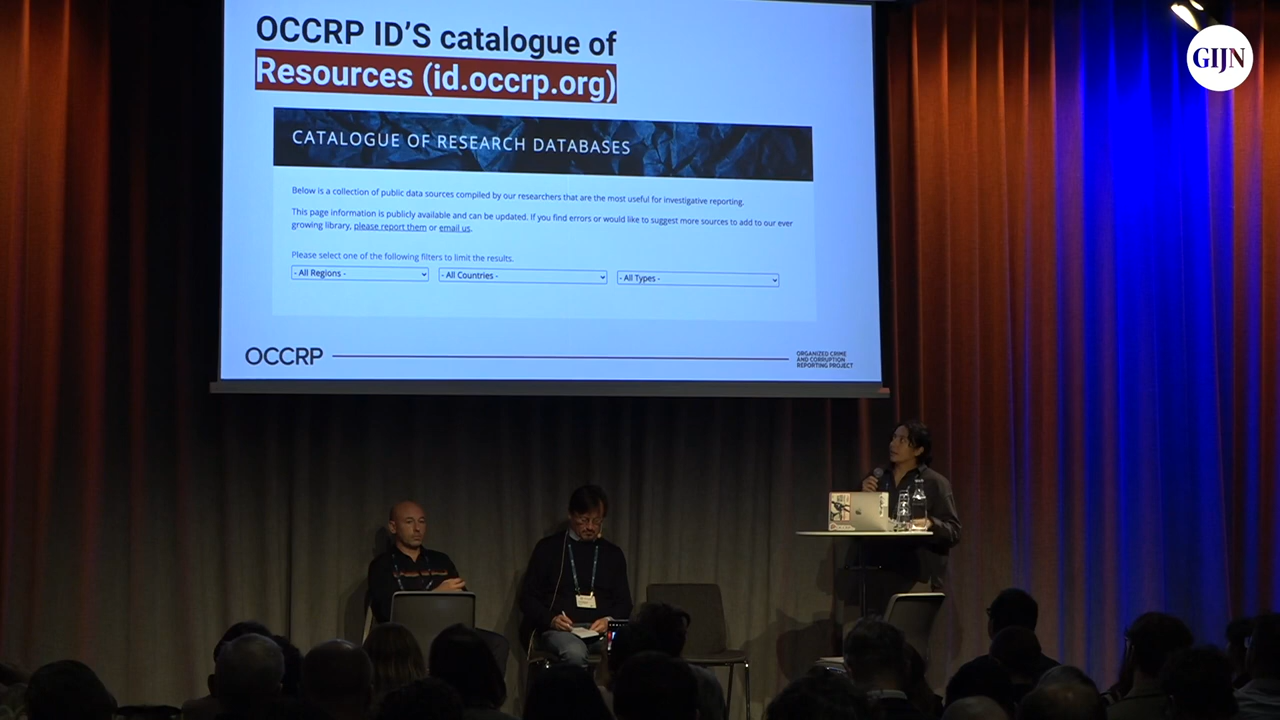 OCCRP ID’S catalogue of
Resources (id.occrp.org)
GIJN
CATALOGUE OF RESEARCH DATABASES
Below is a collection of public data sources compiled by our researchers that are the most useful for investigative reporting.
This page information is publicly available and can be updated. If you find errors or would like to suggest more sources to add to our ever
growing library, please report them or email us.
Please select one of the following filters to limit the results.
- All Regions -
- All Countries -
- All Types -
OCCRP
ORGANIZED CRIME
AND CORRUPTION
REPORTING PROJECT